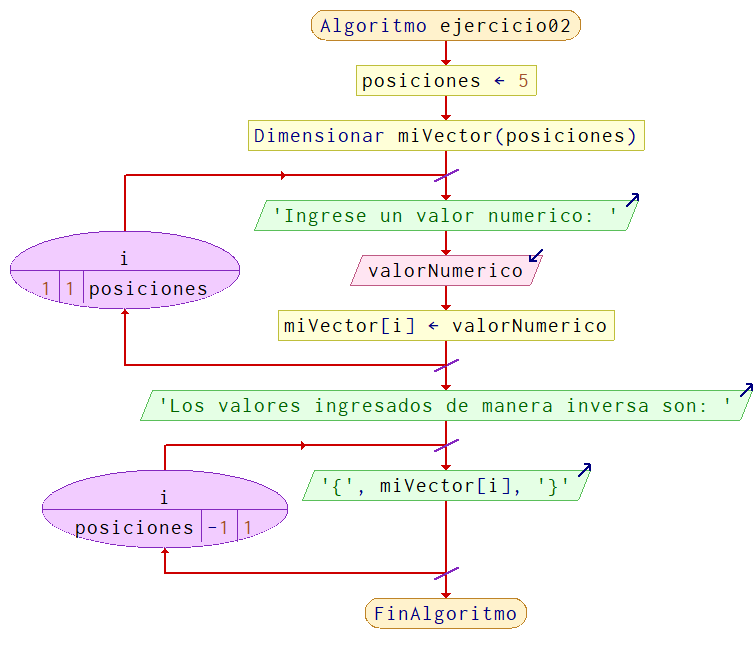 Algoritmo ejercicio02
posiciones ← 5
Dimensionar miVector(posiciones)
'Ingrese un valor numerico: '
i
1 1 posiciones
valorNumerico
miVector[i] ← valorNumerico
'Los valores ingresados de manera inversa son: '
i
posiciones -1 1
'{', miVector[i], '}'
FinAlgoritmo